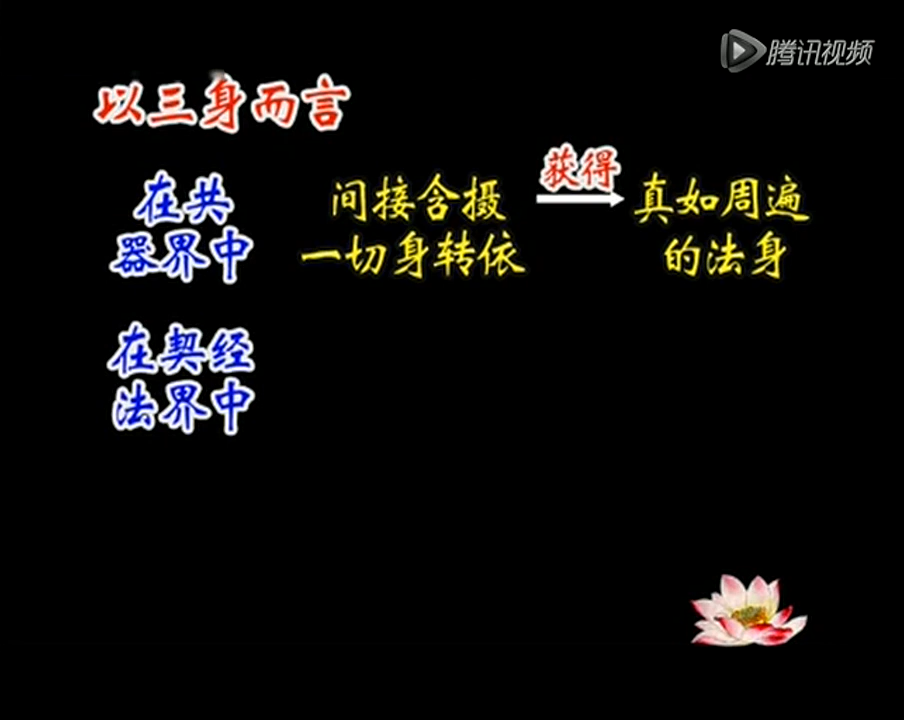 腾讯视频
以三身而言
在共
器界中
间接含摄
一切身转依
获得
真如周遍
的法身
在契经
法界中